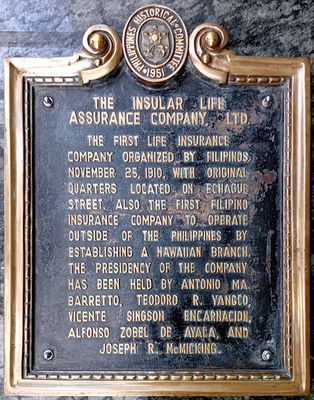 PHILIPPINES HISTORICAL COMMITTEE
1951
THE INSULAR LIFE
ASSURANCE COMPANY, LTD.
THE FIRST LIFE INSURANCE
COMPANY ORGANIZED BY FILIPINOS,
NOVEMBER 25, 1910, WITH ORIGINAL
QUARTERS LOCATED ON ECHAGUE
STREET. ALSO THE FIRST FILIPINO
INSURANCE COMPANY TO OPERATE
OUTSIDE OF THE PHILIPPINES BY
ESTABLISHING A HAWAIIAN BRANCH.
THE PRESIDENCY OF THE COMPANY
HAS BEEN HELD BY ANTONIO MA.
BARRETTO, TEODORO R. YANGCO,
VICENTE SINGSON ENCARNACION,
ALFONSO ZOBEL DE AYALA, AND
JOSEPH R. McMICKING.